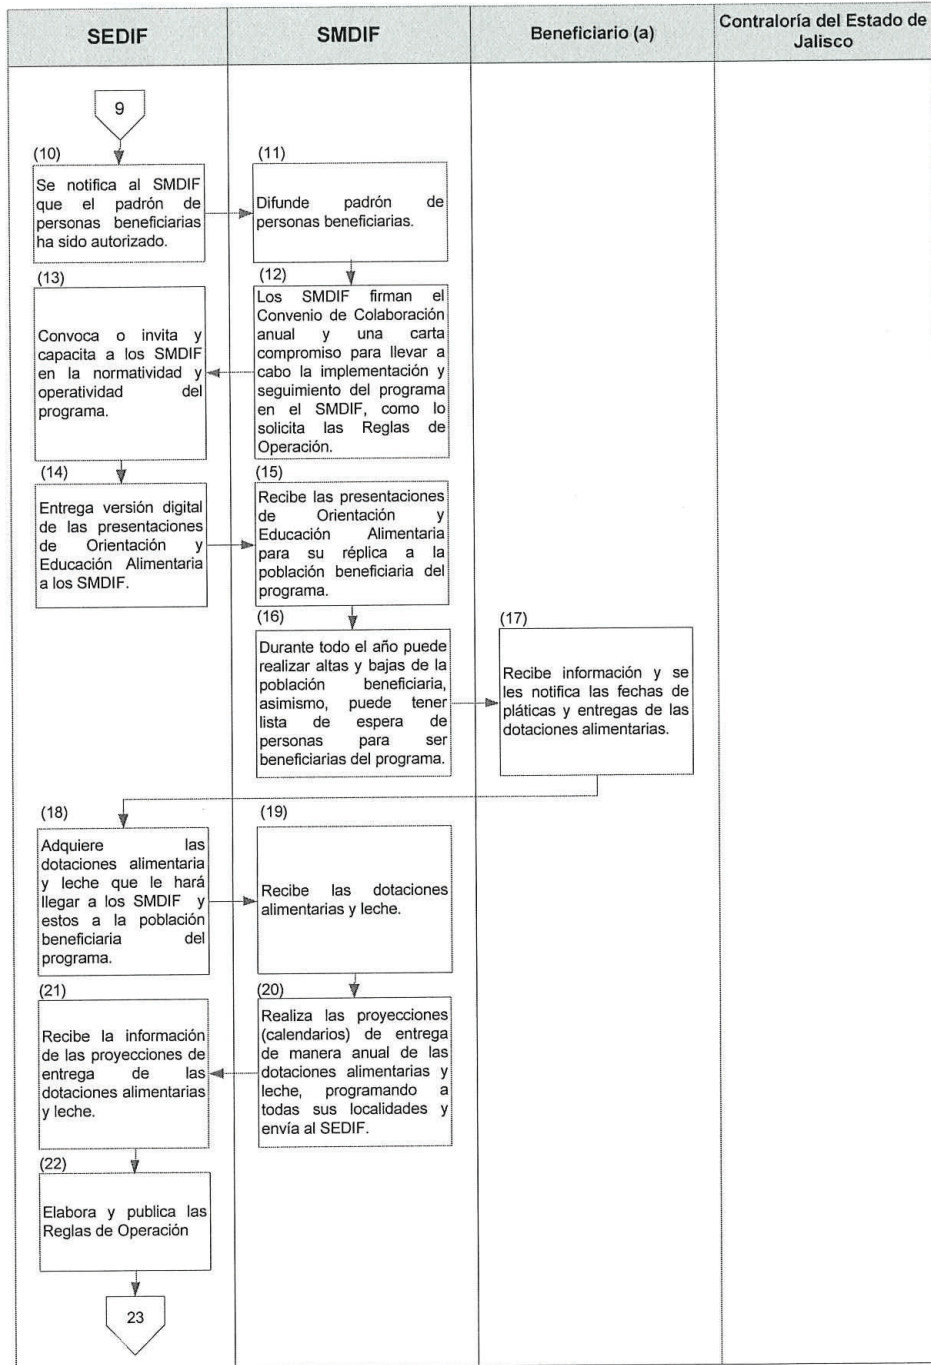 SEDIF
SMDIF
Beneficiario (a)
Contraloría del Estado de
Jalisco
9
(10)
Se notifica al SMDIF
que el padrón de
personas beneficiarias
ha sido autorizado.
(11)
Difunde padrón de
personas beneficiarias.
(12)
Los SMDIF firman el
Convenio de Colaboración
anual y una carta
compromiso para llevar a
cabo la implementación y
seguimiento del programa
en el SMDIF, como lo
solicita las Reglas de
Operación.
(13)
Convoca o invita y
capacita a los SMDIF
en la normatividad y
operatividad del
programa.
(14)
Entrega versión digital
de las presentaciones
de Orientación y
Educación Alimentaria
a los SMDIF.
(15)
Recibe las presentaciones
de Orientación y
Educación Alimentaria
para su réplica a la
población beneficiaria del
programa.
(16)
Durante todo el año puede
realizar altas y bajas de la
población beneficiaria,
asimismo, puede tener
lista de espera de
personas para ser
beneficiarias del programa.
(17)
Recibe información y se
les notifica las fechas de
pláticas y entregas de las
dotaciones alimentarias.
(18)
Adquiere las
dotaciones alimentaria
y leche que le hará
llegar a los SMDIF y
estos a la población
beneficiaria del
programa.
(19)
Recibe las dotaciones
alimentarias y leche.
(20)
Realiza las proyecciones
(calendarios) de entrega
de manera anual de las
dotaciones alimentarias y
leche, programando a
todas sus localidades y
envía al SEDIF.
(21)
Recibe la información
de las proyecciones de
entrega de las
dotaciones alimentarias
y leche.
(22)
Elabora y publica las
Reglas de Operación
23